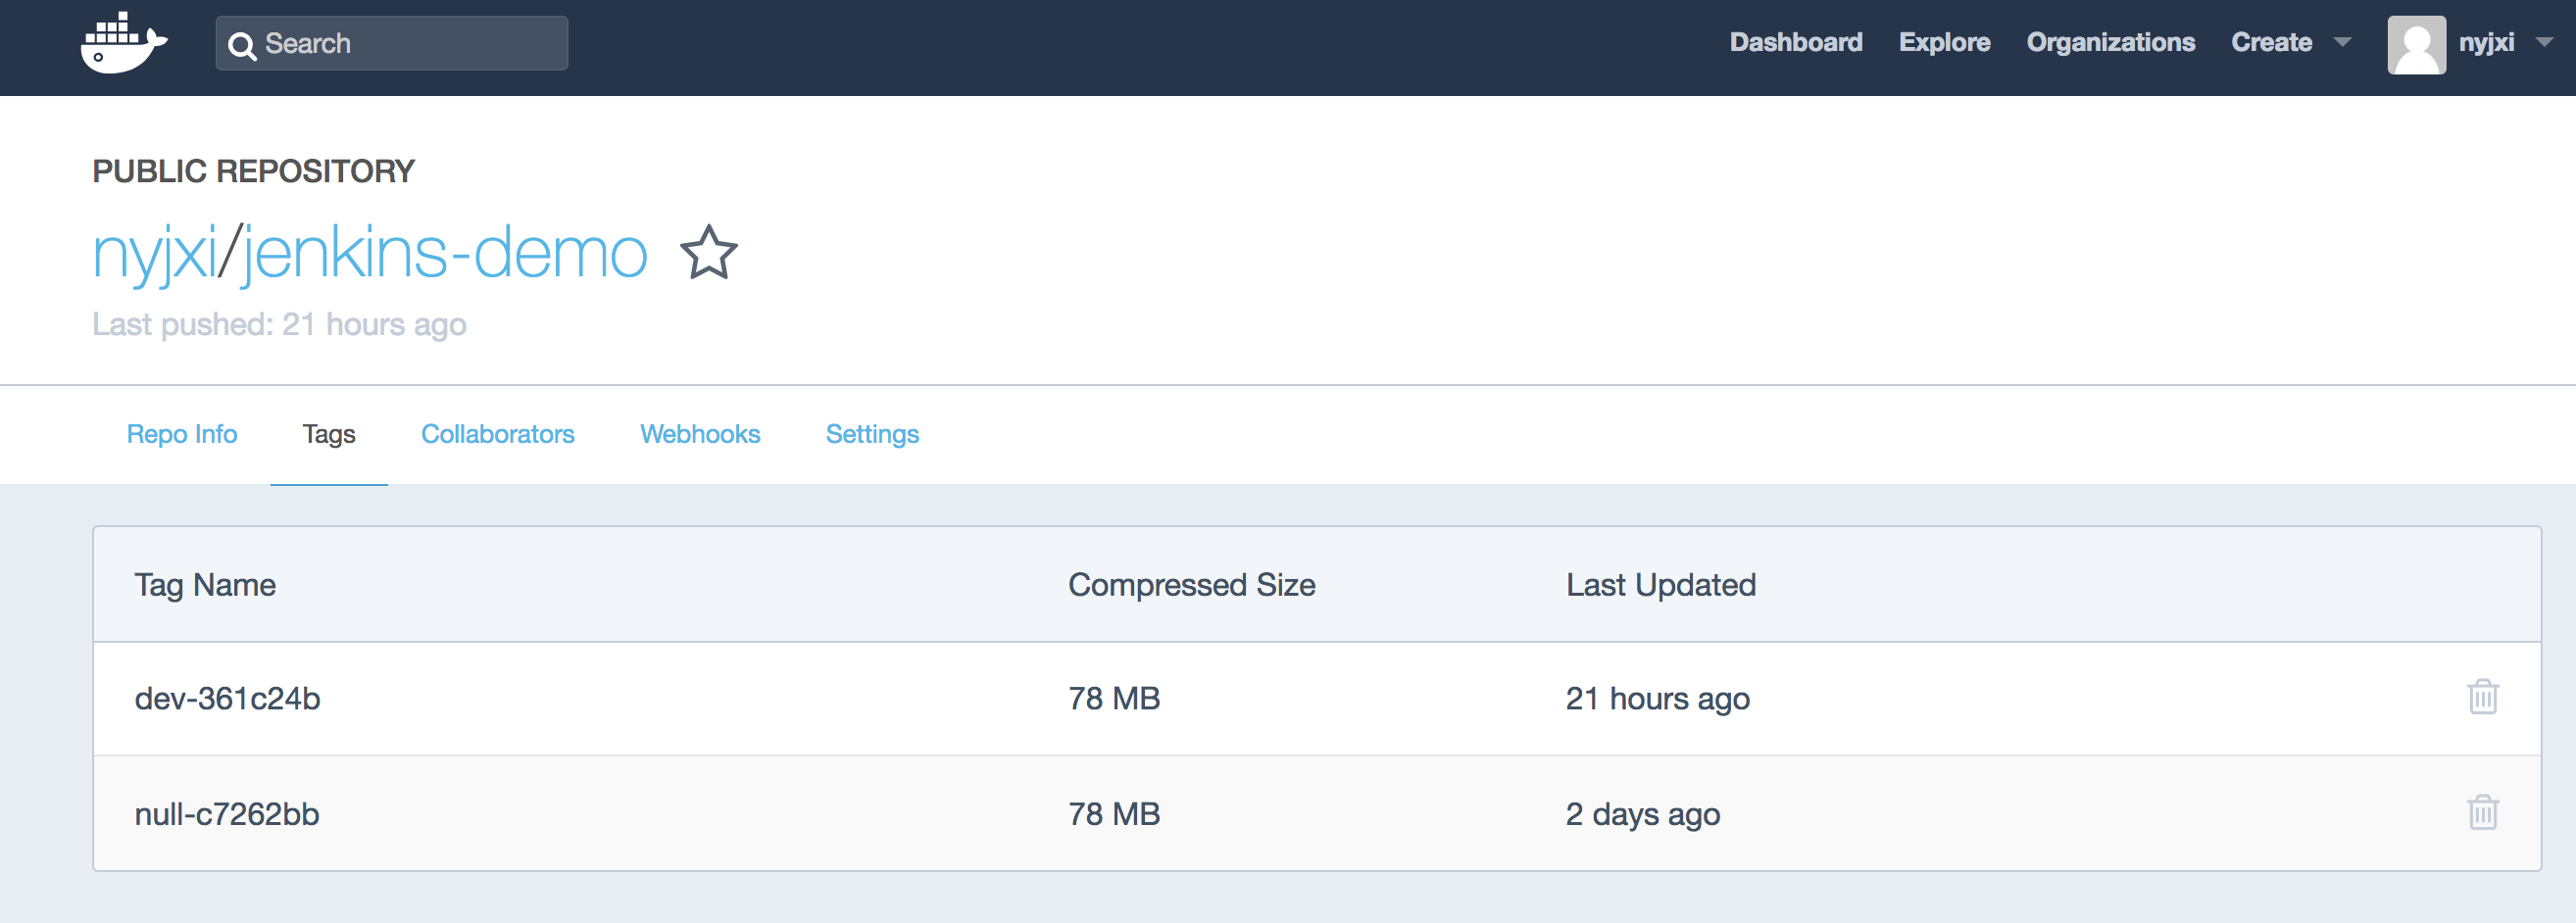 Search Dashboard Explore Organizations Create nyjxi
PUBLIC REPOSITORY
nyjxi/jenkins-demo
Last pushed: 21 hours ago
Repo Info Tags Collaborators Webhooks Settings
Tag Name Compressed Size Last Updated
dev-361c24b 78 MB 21 hours ago
null-c7262bb 78 MB 2 days ago